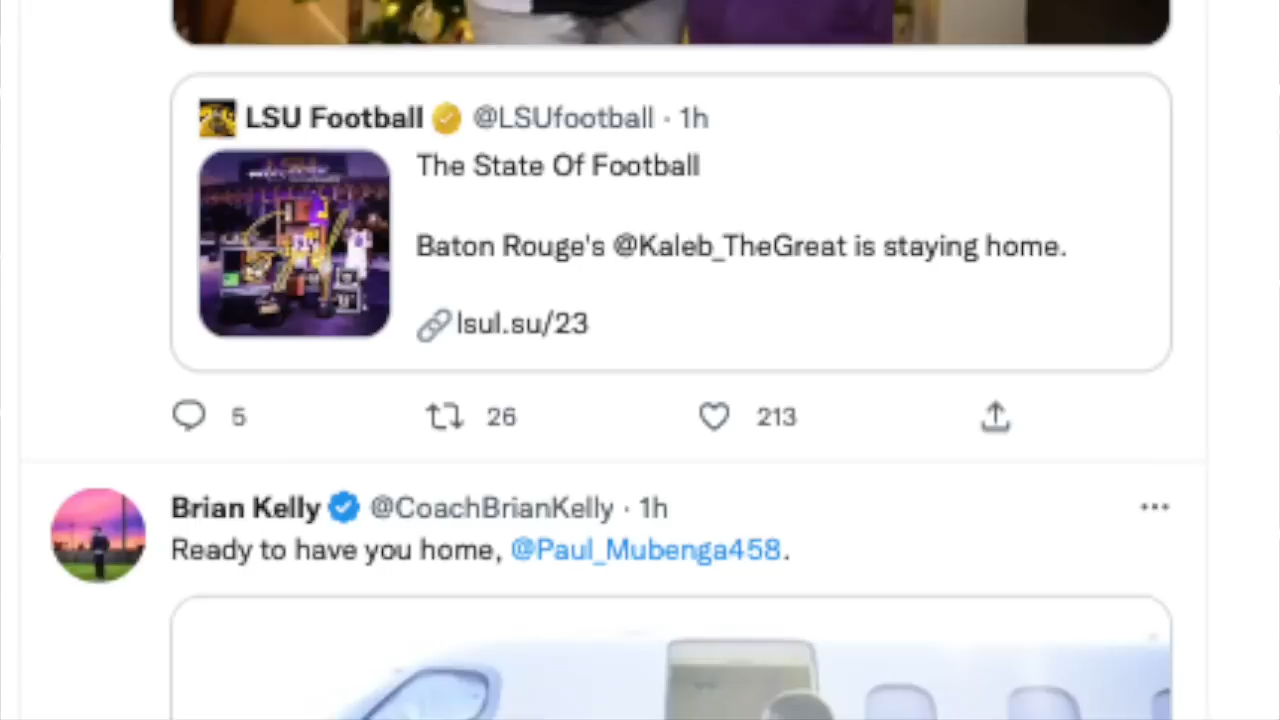 LSU Football @LSUfootball · 1h
The State Of Football
Baton Rouge's @Kaleb_TheGreat is staying home.
lsul.su/23
5 26 213
Brian Kelly @CoachBrianKelly · 1h
Ready to have you home, @Paul_Mubenga458.